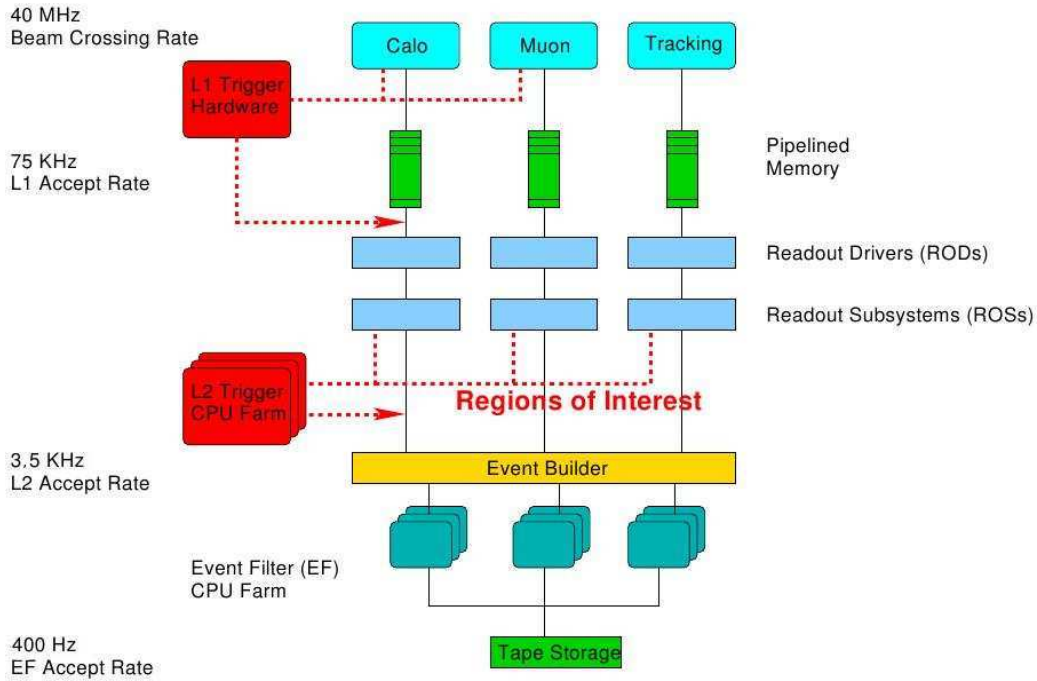 40 MHz
Beam Crossing Rate
Calo
Muon
Tracking
L1 Trigger
Hardware
75 KHz
L1 Accept Rate
Pipelined
Memory
Readout Drivers (RODs)
Readout Subsystems (ROSs)
L2 Trigger
CPU Farm
Regions of Interest
3.5 KHz
L2 Accept Rate
Event Builder
Event Filter (EF)
CPU Farm
400 Hz
EF Accept Rate
Tape Storage